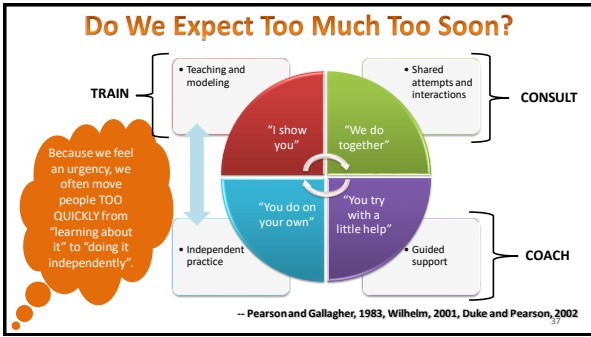 Do We Expect Too Much Too Soon?
• Teaching and
modeling
• Shared
attempts and
interactions
TRAIN
CONSULT
"I show
you"
"We do
together"
Because we feel
an urgency, we
often move
people TOO
QUICKLY from
"learning about
it" to "doing it
independently".
"You do on
your own"
"You try
with a
little help"
• Independent
practice
• Guided
support
COACH
-- Pearson and Gallagher, 1983, Wilhelm, 2001, Duke and Pearson, 2002
37